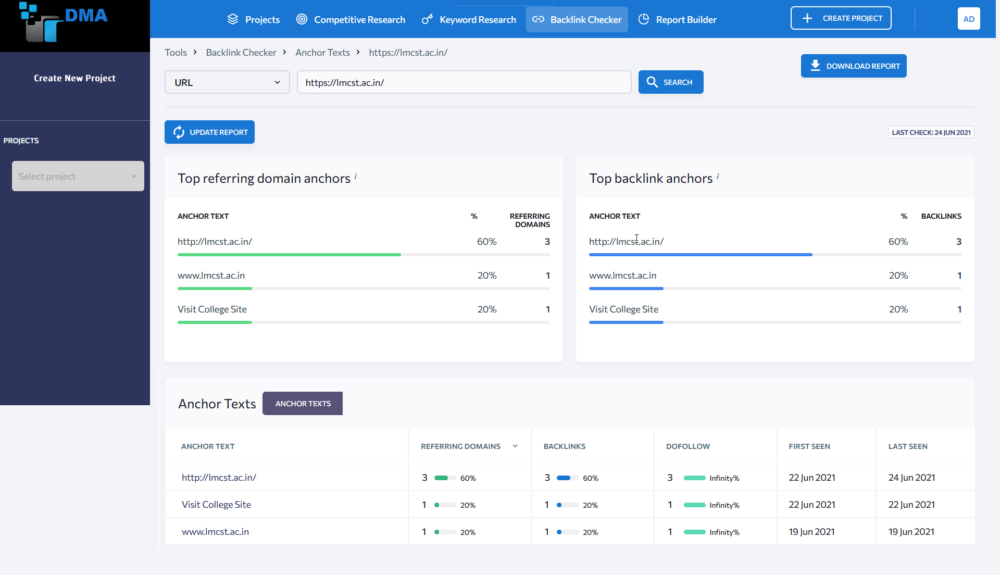 DMA
Projects
Competitive Research
Keyword Research
Backlink Checker
Report Builder
CREATE PROJECT
AD
Create New Project
PROJECTS
Select project
Tools > Backlink Checker > Anchor Texts > https://lmcst.ac.in/
DOWNLOAD REPORT
URL
https://lmcst.ac.in/
SEARCH
UPDATE REPORT
LAST CHECK: 24 JUN 2021
Top referring domain anchors i
ANCHOR TEXT % REFERRING DOMAINS
http://lmcst.ac.in/ 60% 3
www.lmcst.ac.in 20% 1
Visit College Site 20% 1
Top backlink anchors i
ANCHOR TEXT % BACKLINKS
http://lmcst.ac.in/ 60% 3
www.lmcst.ac.in 20% 1
Visit College Site 20% 1
Anchor Texts ANCHOR TEXTS
ANCHOR TEXT REFERRING DOMAINS BACKLINKS DOFOLLOW FIRST SEEN LAST SEEN
http://lmcst.ac.in/ 3 60% 3 60% 3 Infinity% 22 Jun 2021 24 Jun 2021
Visit College Site 1 20% 1 20% 1 Infinity% 22 Jun 2021 22 Jun 2021
www.lmcst.ac.in 1 20% 1 20% 1 Infinity% 19 Jun 2021 19 Jun 2021